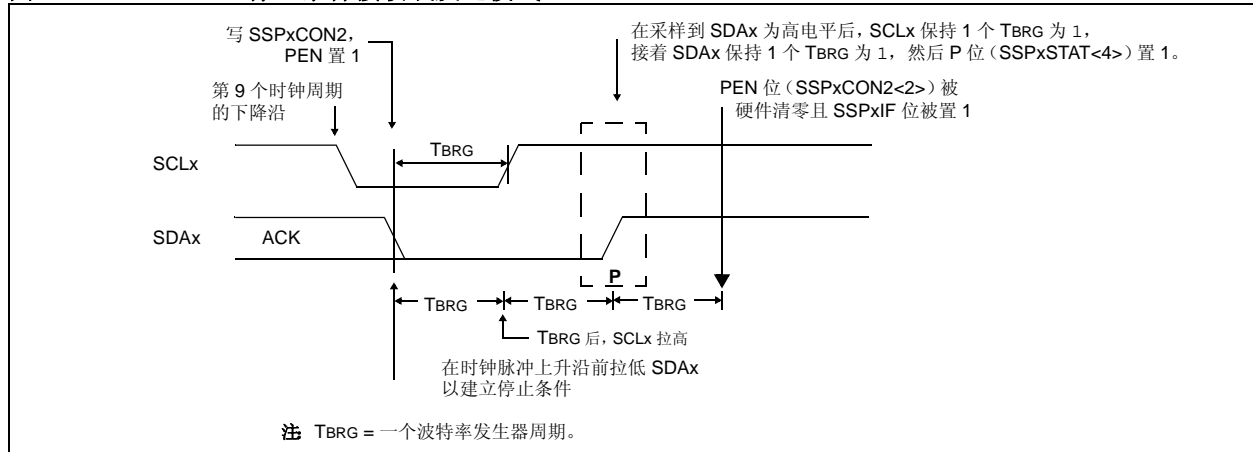 写 SSPxCON2，
PEN 置 1
在采样到 SDAx 为高电平后，SCLx 保持 1 个 TBRG 为 1，
接着 SDAx 保持 1 个 TBRG 为 1，然后 P 位（SSPxSTAT<4>）置 1。
第 9 个时钟周期
的下降沿
PEN 位（SSPxCON2<2>）被
硬件清零且 SSPxIF 位被置 1
SCLx
TBRG
SDAx
ACK
P
TBRG
TBRG
TBRG
TBRG 后，SCLx 拉高
在时钟脉冲上升沿前拉低 SDAx
以建立停止条件
注: TBRG = 一个波特率发生器周期。